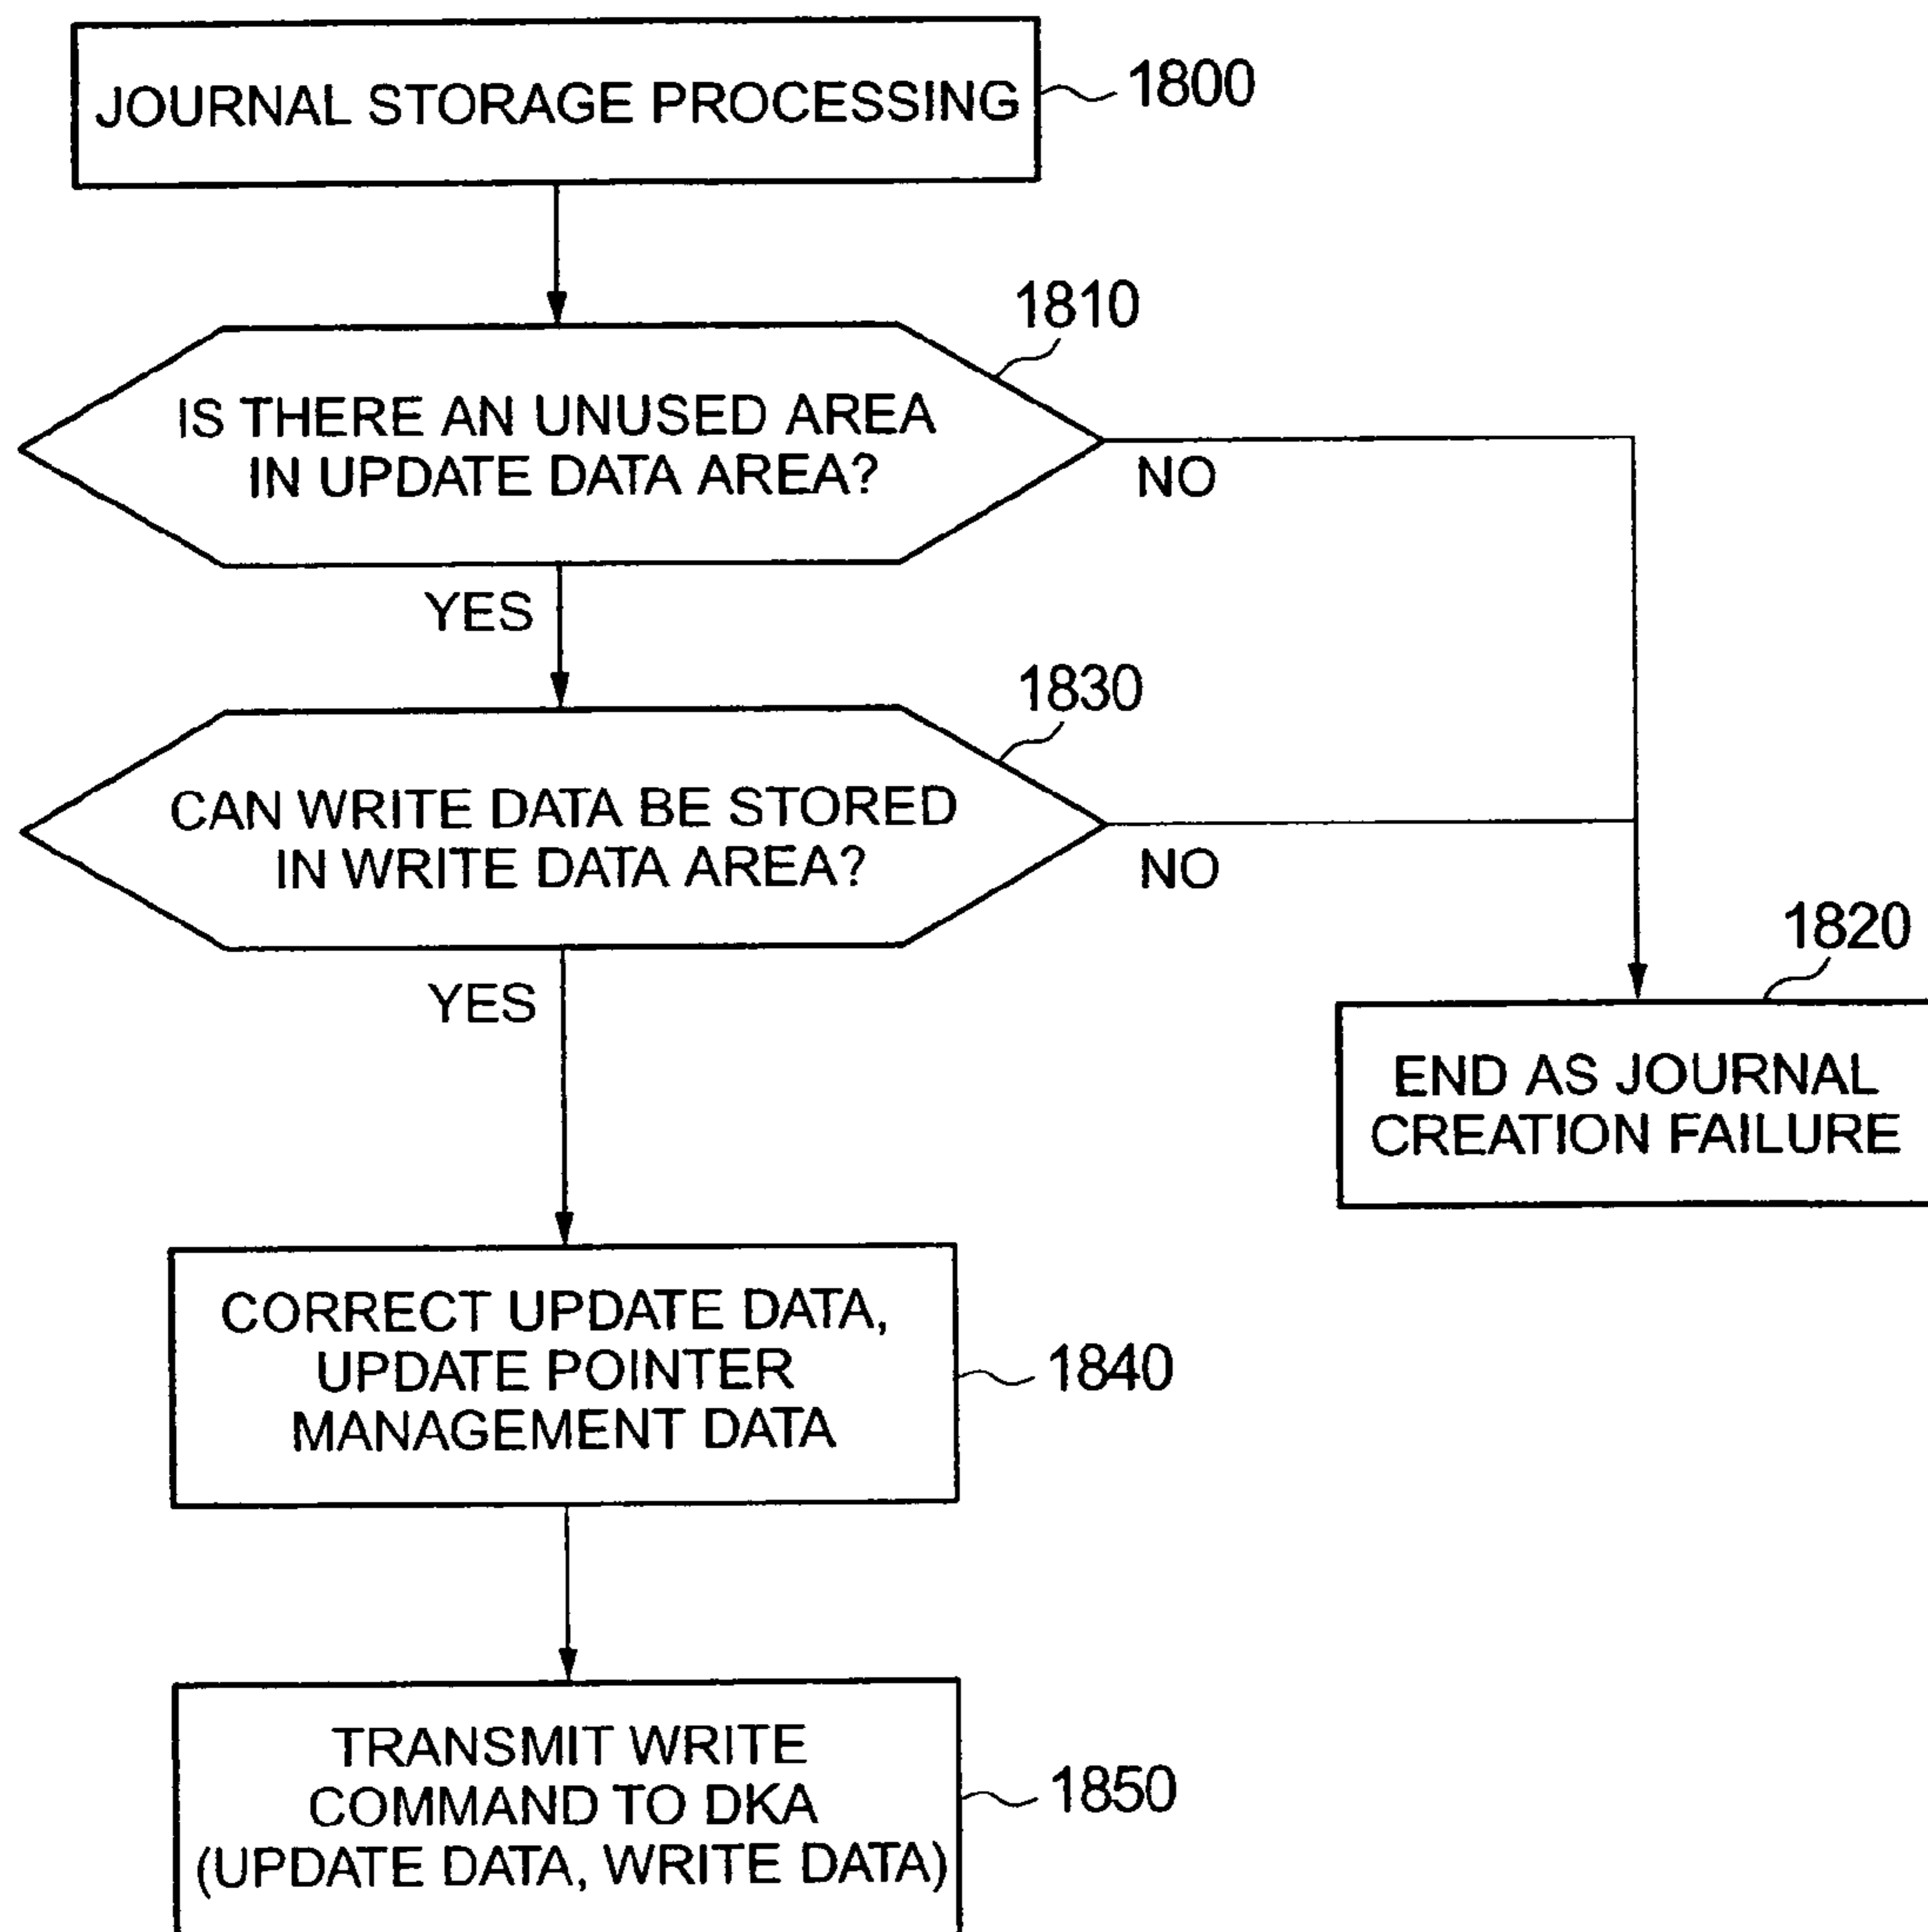 JOURNAL STORAGE PROCESSING
1800
1810
IS THERE AN UNUSED AREA
IN UPDATE DATA AREA?
NO
YES
1830
CAN WRITE DATA BE STORED
IN WRITE DATA AREA?
NO
1820
YES
END AS JOURNAL
CREATION FAILURE
CORRECT UPDATE DATA,
UPDATE POINTER
MANAGEMENT DATA
1840
TRANSMIT WRITE
COMMAND TO DKA
(UPDATE DATA, WRITE DATA)
1850